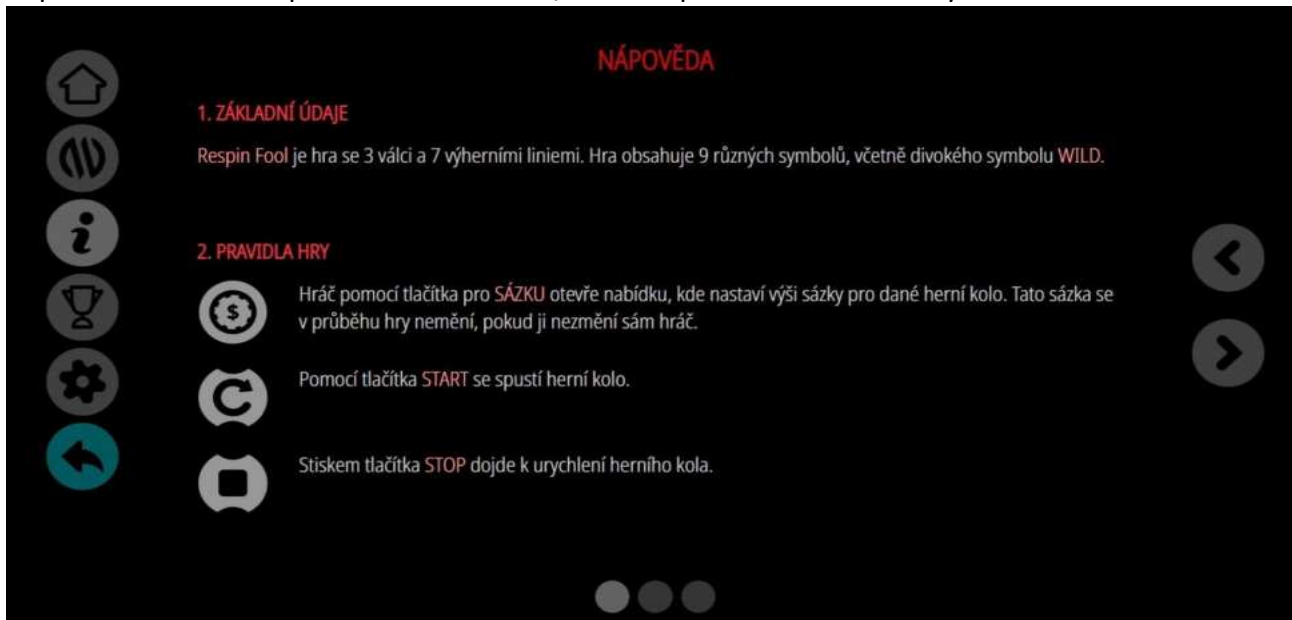 NÁPOVĚDA
1. ZÁKLADNÍ ÚDAJE
Respin Fool je hra se 3 válci a 7 výherními liniemi. Hra obsahuje 9 různých symbolů, včetně divokého symbolu WILD.
2. PRAVIDLA HRY
Hráč pomocí tlačítka pro SÁZKU otevře nabídku, kde nastaví výši sázky pro dané herní kolo. Tato sázka se
v průběhu hry nemění, pokud ji nezmění sám hráč.
Pomocí tlačítka START se spustí herní kolo.
Stiskem tlačítka STOP dojde k urychlení herního kola.